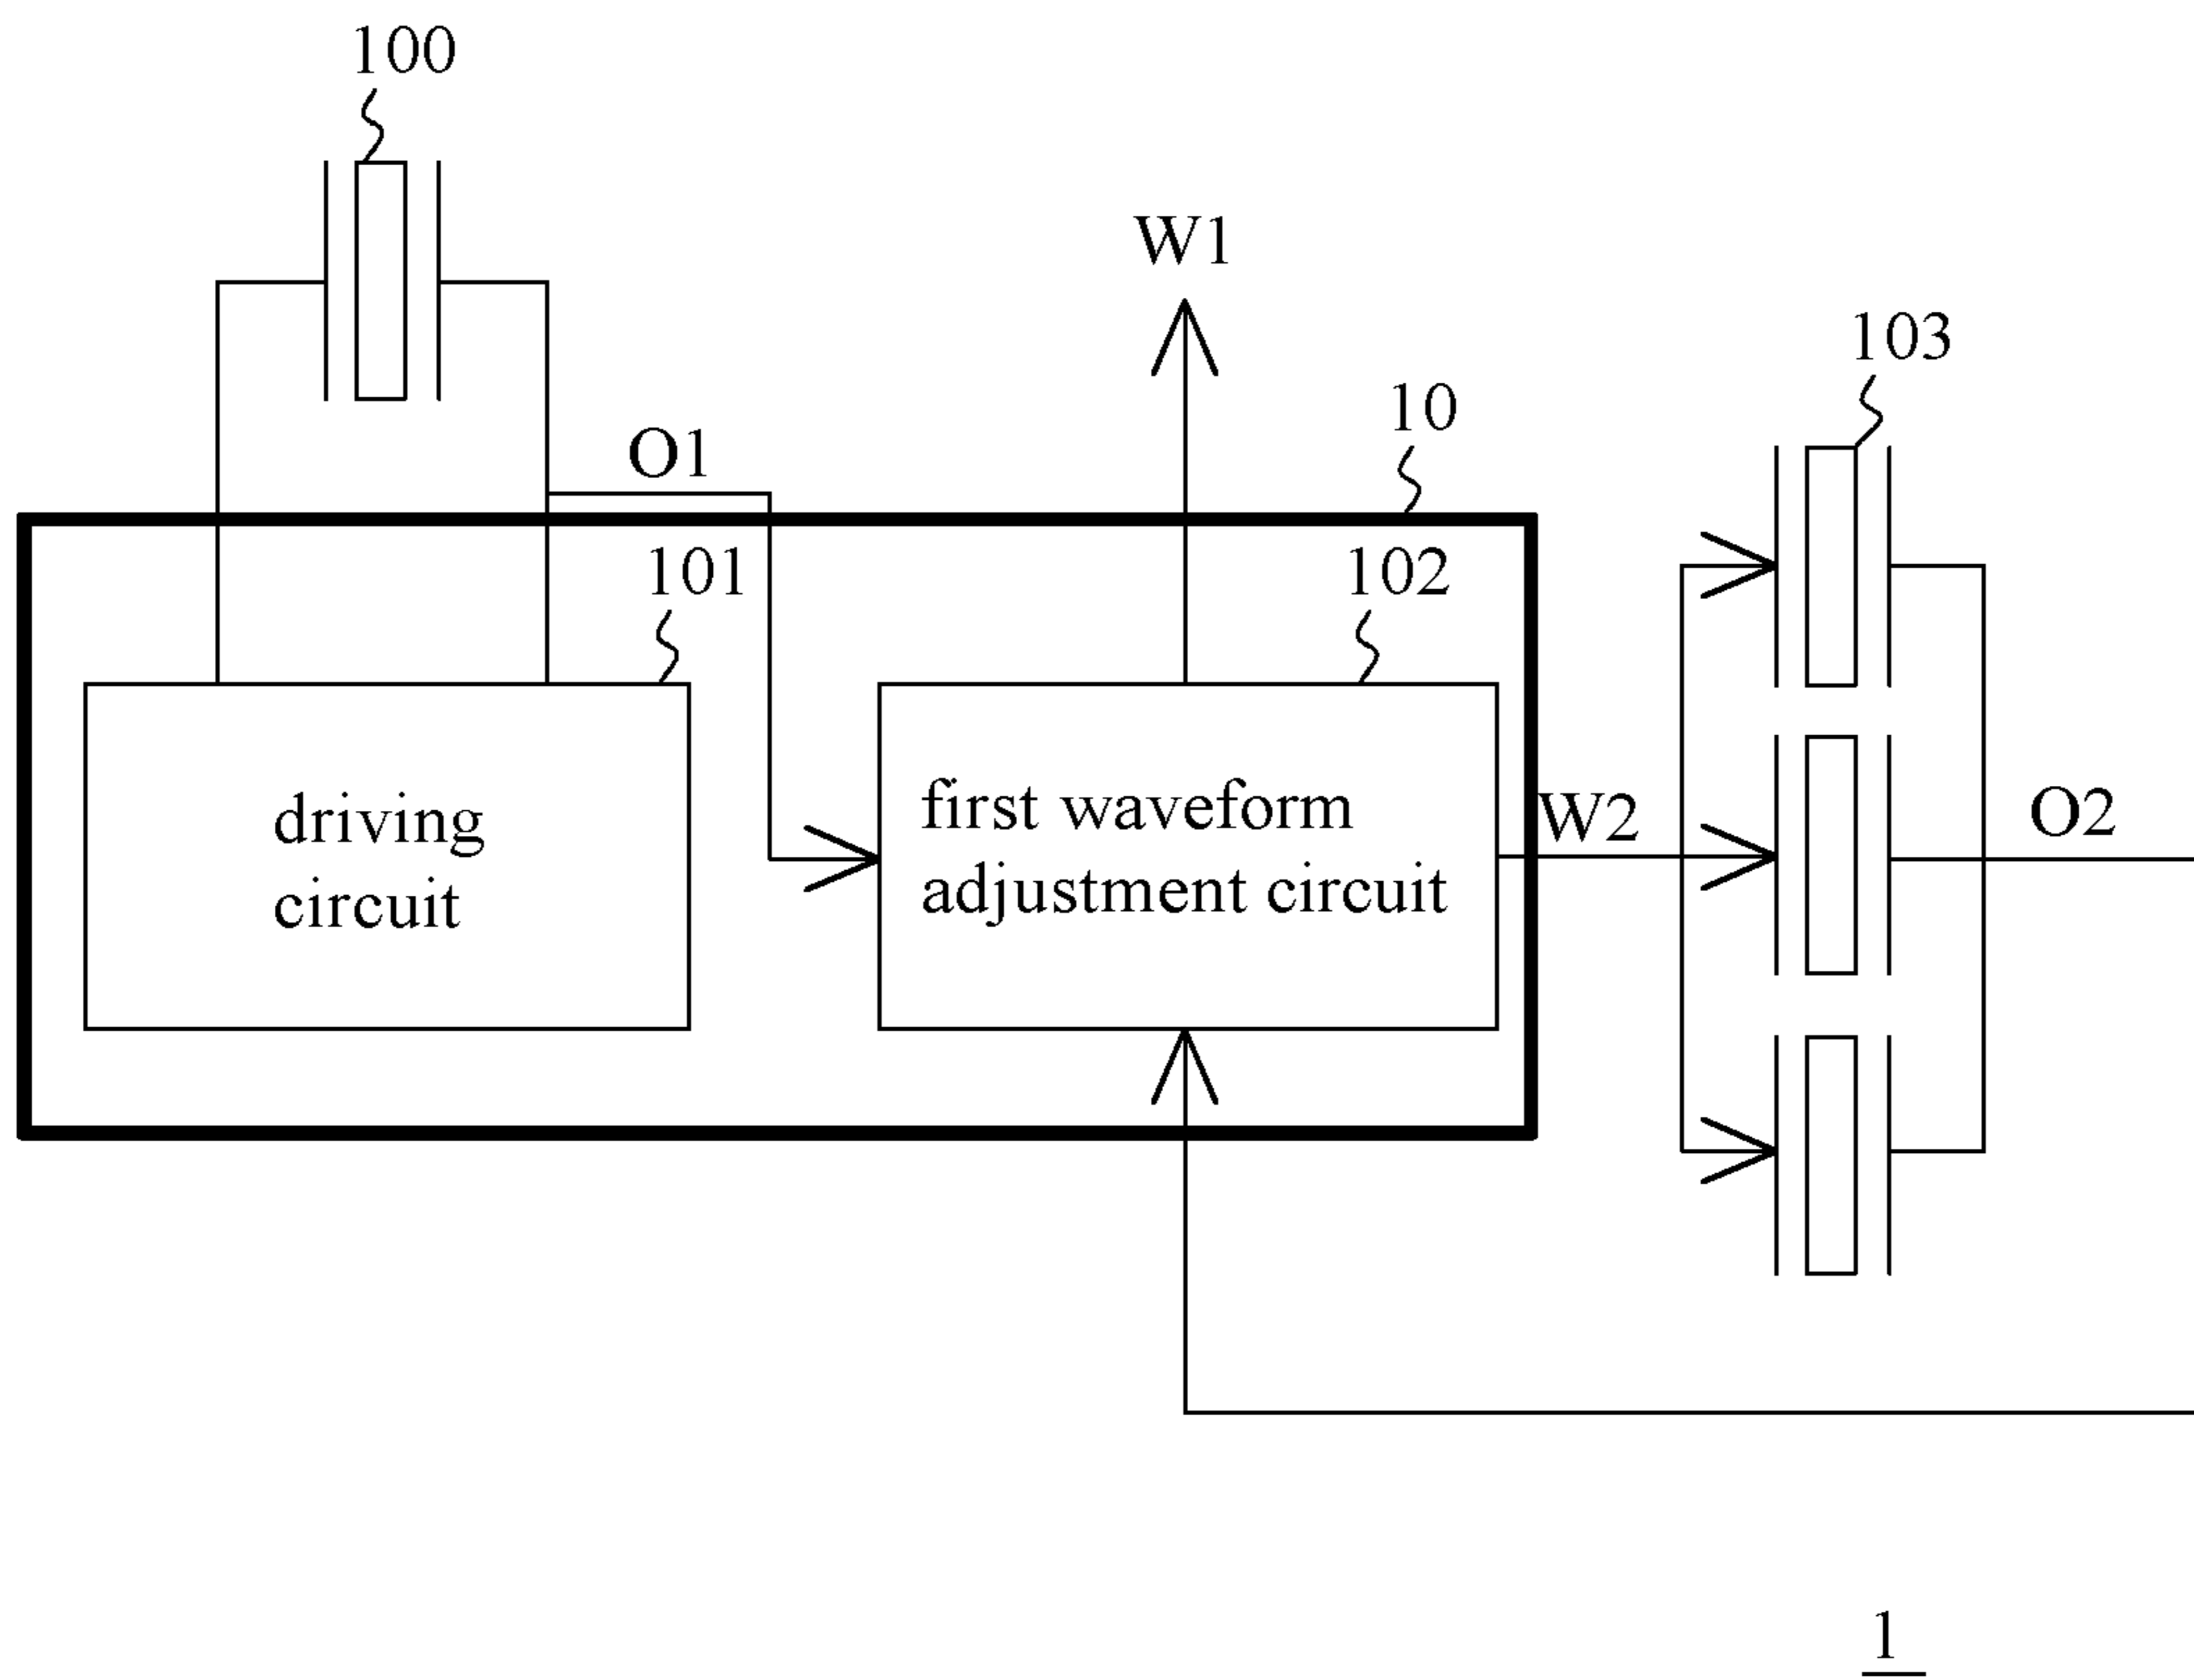 100
W1
103
10
O1
101
102
driving
circuit
first waveform
adjustment circuit
W2
O2
1